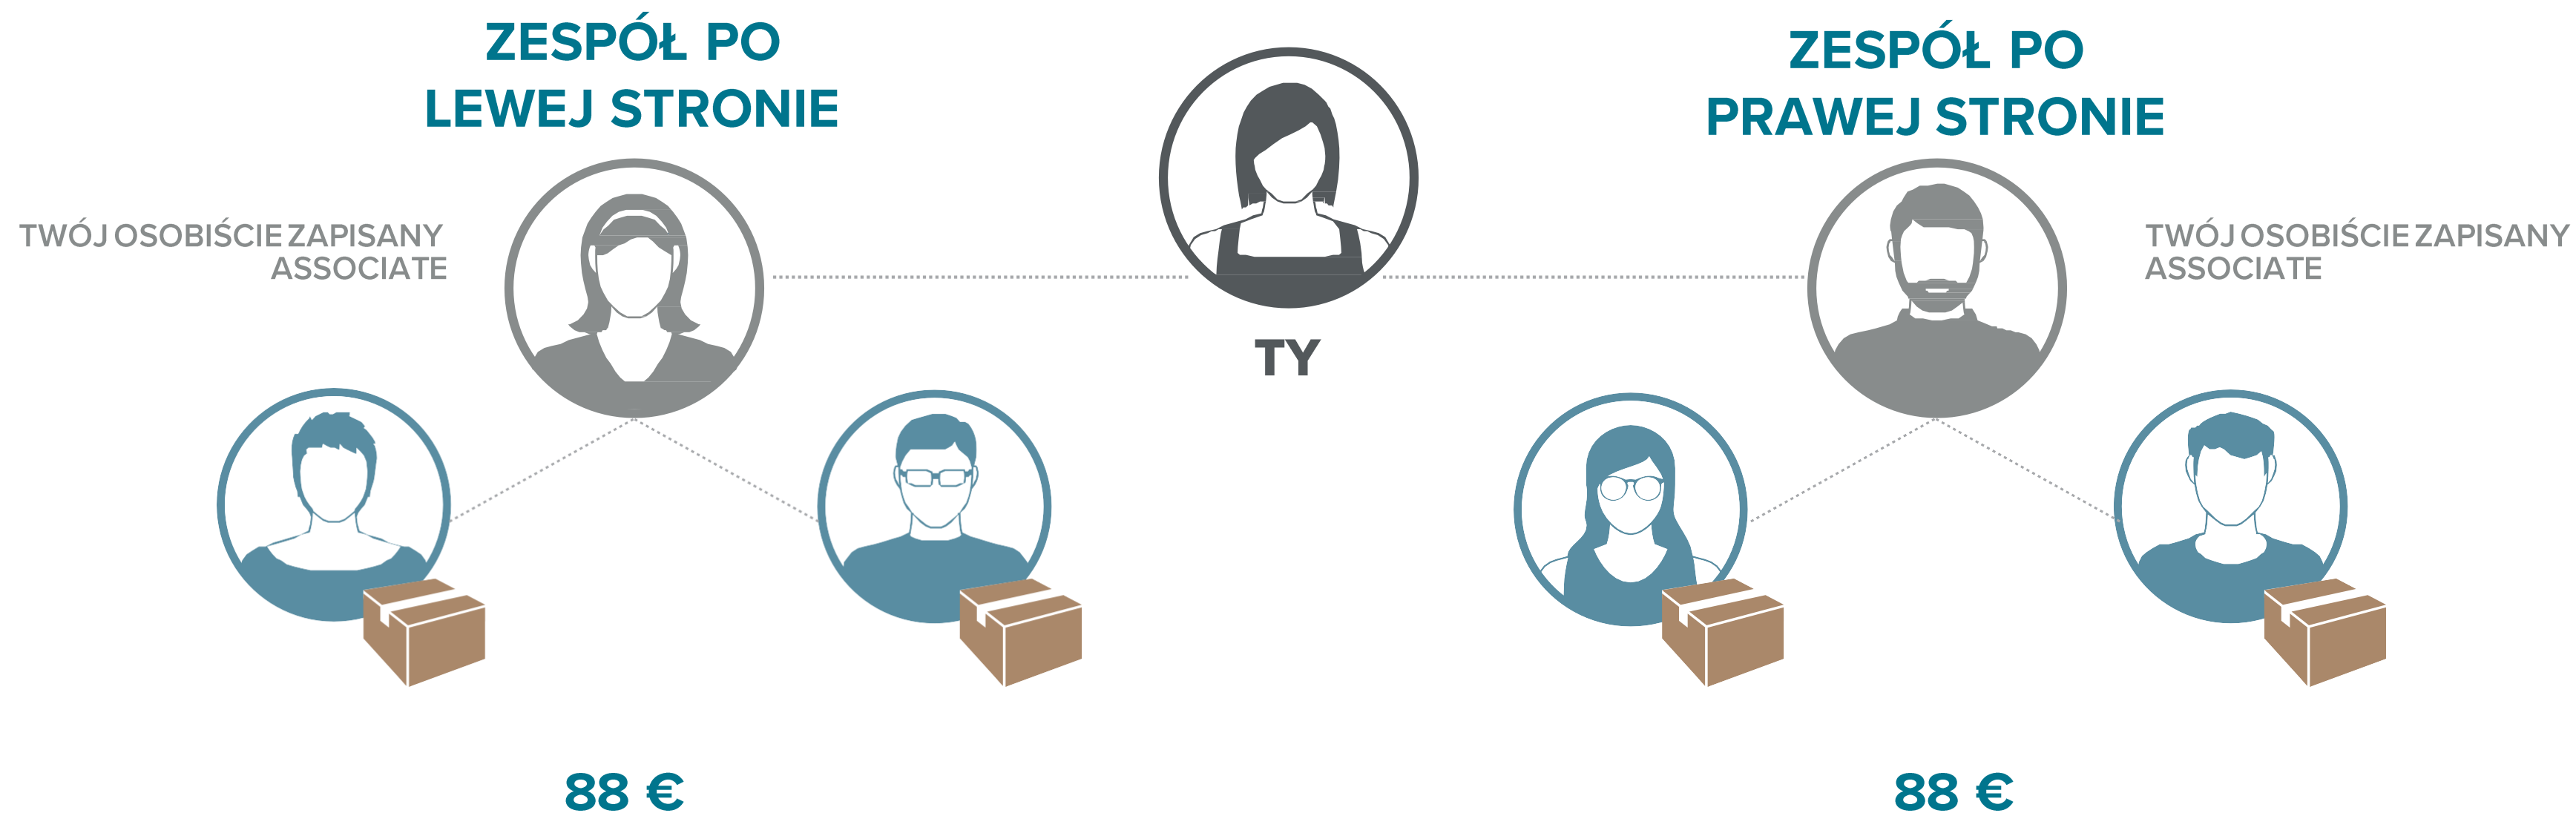 ZESPÓŁ PO
LEWEJ STRONIE
ZESPÓŁ PO
PRAWEJ STRONIE
TWÓJ OSOBIŚCIE ZAPISANY
ASSOCIATE
TWÓJ OSOBIŚCIE ZAPISANY
ASSOCIATE
TY
88 €
88 €